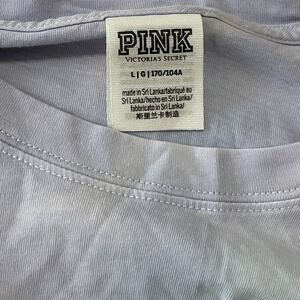 PINK
VICTORIA'S SECRET
L | G | 170/104A
made in Sri Lanka/fabriqué au
Sri Lanka/hecho en Sri Lanka/
fabbricato in Sri Lanka/
斯里兰卡制造